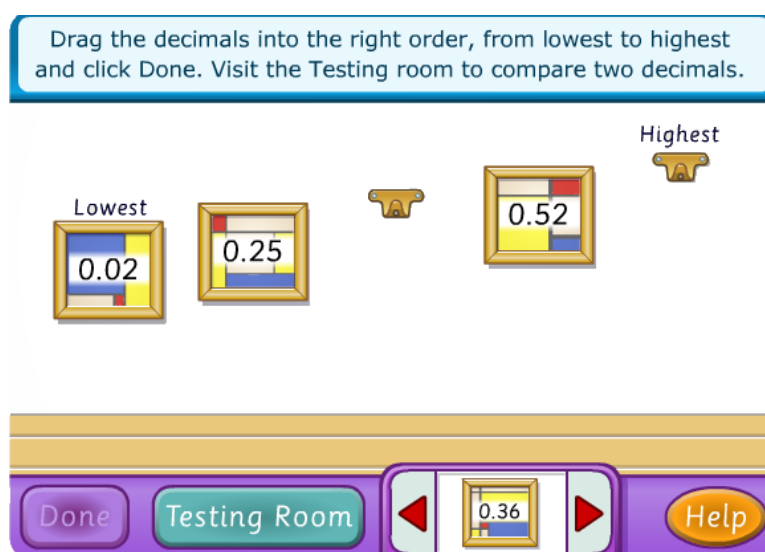 Drag the decimals into the right order, from lowest to highest
and click Done. Visit the Testing room to compare two decimals.
Highest
Lowest
0.02
0.25
0.52
Done
Testing Room
0.36
Help